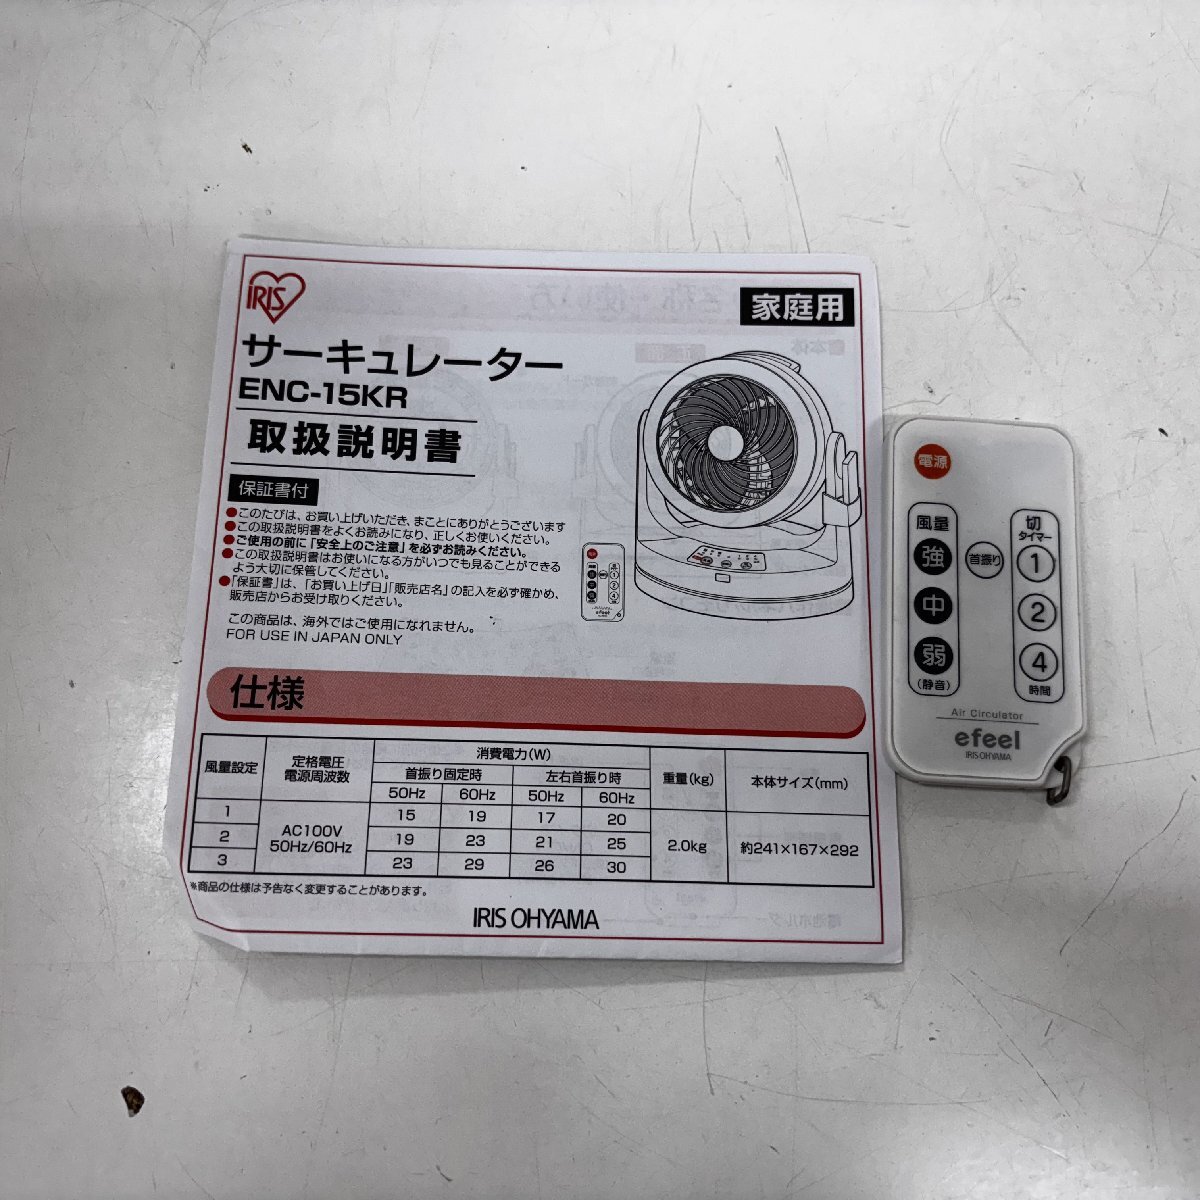 IRIS
家庭用
サーキュレーター
ENC-15KR
取扱説明書
保証書付
●このたびは、お買い上げいただき、まことにありがとうございます
●この取扱説明書をよくお読みになり、正しくお使いください。
●ご使用の前に「安全上のご注意」を必ずお読みください。
●この取扱説明書はお使いになる方がいつでも見ることができる
よう大切に保管してください。
●「保証書」は、「お買い上げ日」「販売店名」の記入を必ず確かめ、
販売店からお受け取りください。
この商品は、海外ではご使用になれません。
FOR USE IN JAPAN ONLY
efeel
仕様
風量設定 定格電圧 電源周波数 消費電力(W) 重量(kg) 本体サイズ(mm)
首振り固定時 左右首振り時
50Hz 60Hz 50Hz 60Hz
1 AC100V 50Hz/60Hz 15 19 17 20 2.0kg 約241×167×292
2 19 23 21 25
3 23 29 26 30
※商品の仕様は予告なく変更することがあります。
IRIS OHYAMA
電源
風量
切
タイマー
強
首振り
1
中
2
弱
4
(静音)
時間
Air Circulator
efeel
IRIS OHYAMA